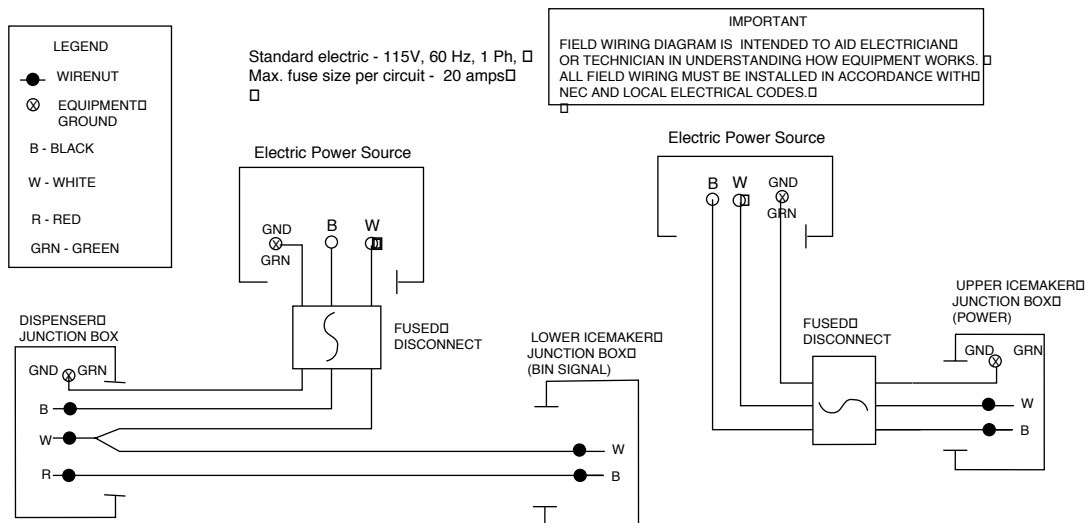 LEGEND
WIRENUT
EQUIPMENT
GROUND
B - BLACK
W - WHITE
R - RED
GRN - GREEN
Standard electric - 115V, 60 Hz, 1 Ph,
Max. fuse size per circuit - 20 amps
IMPORTANT
FIELD WIRING DIAGRAM IS INTENDED TO AID ELECTRICIAN
OR TECHNICIAN IN UNDERSTANDING HOW EQUIPMENT WORKS.
ALL FIELD WIRING MUST BE INSTALLED IN ACCORDANCE WITH
NEC AND LOCAL ELECTRICAL CODES.
Electric Power Source
GND
B
W
GRN
Electric Power Source
B
W
GND
GRN
DISPENSER
JUNCTION BOX
GND
GRN
B
W
R
FUSED
DISCONNECT
LOWER ICEMAKER
JUNCTION BOX
(BIN SIGNAL)
W
B
FUSED
DISCONNECT
UPPER ICEMAKER
JUNCTION BOX
(POWER)
GND
GRN
W
B